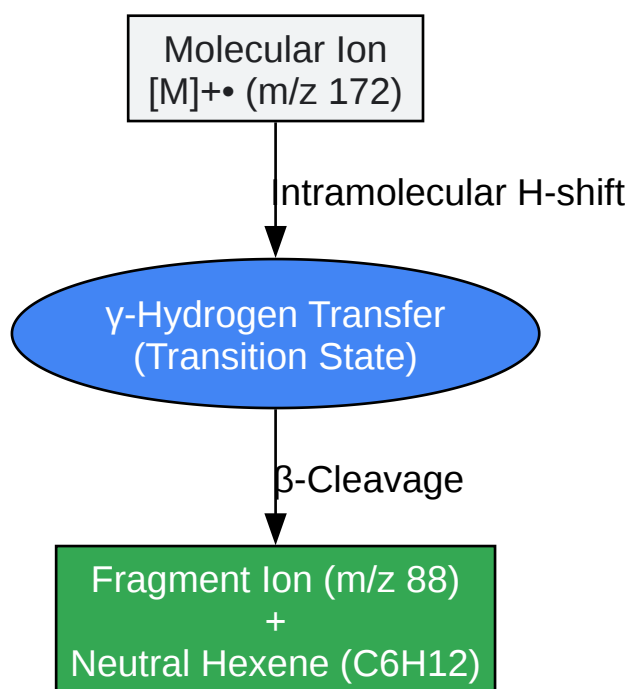 Molecular Ion
[M]+• (m/z 172)
Intramolecular H-shift
γ-Hydrogen Transfer
(Transition State)
β-Cleavage
Fragment Ion (m/z 88)
+
Neutral Hexene (C6H12)